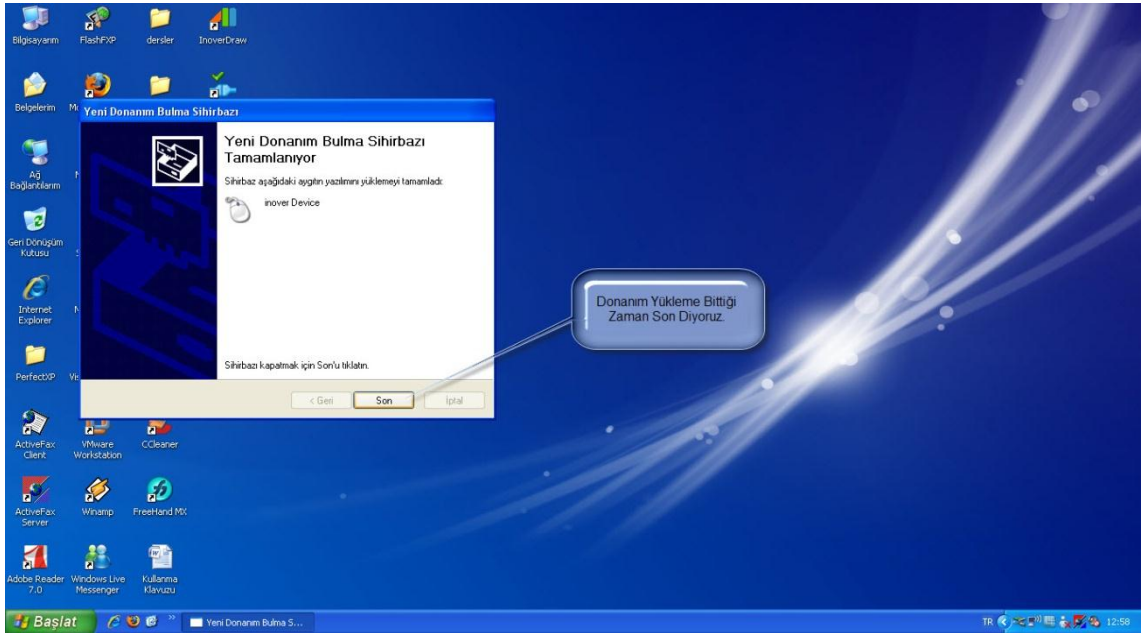 Bilgisayarım
FlashFXP
dersler
InoverDraw
Belgelerim
Yeni Donanım Bulma Sihirbazı
Yeni Donanım Bulma Sihirbazı
Tamamlanıyor
Sihirbaz aşağıdaki aygıtın yazılımını yüklemeyi tamamladı:
inover Device
Sihirbazı kapatmak için Son'u tıklatın.
< Geri
Son
İptal
Donanım Yükleme Bittiği
Zaman Son Diyoruz.
Ağ
Bağlantılarım
Geri Dönüşüm
Kutusu
Internet
Explorer
PerfectXP
ActiveFax
Client
VMware
Workstation
CCleaner
ActiveFax
Server
Winamp
FreeHand MX
Adobe Reader
7.0
Windows Live
Messenger
Kullanma
Klavuzu
Başlat
Yeni Donanım Bulma S...
TR
12:58